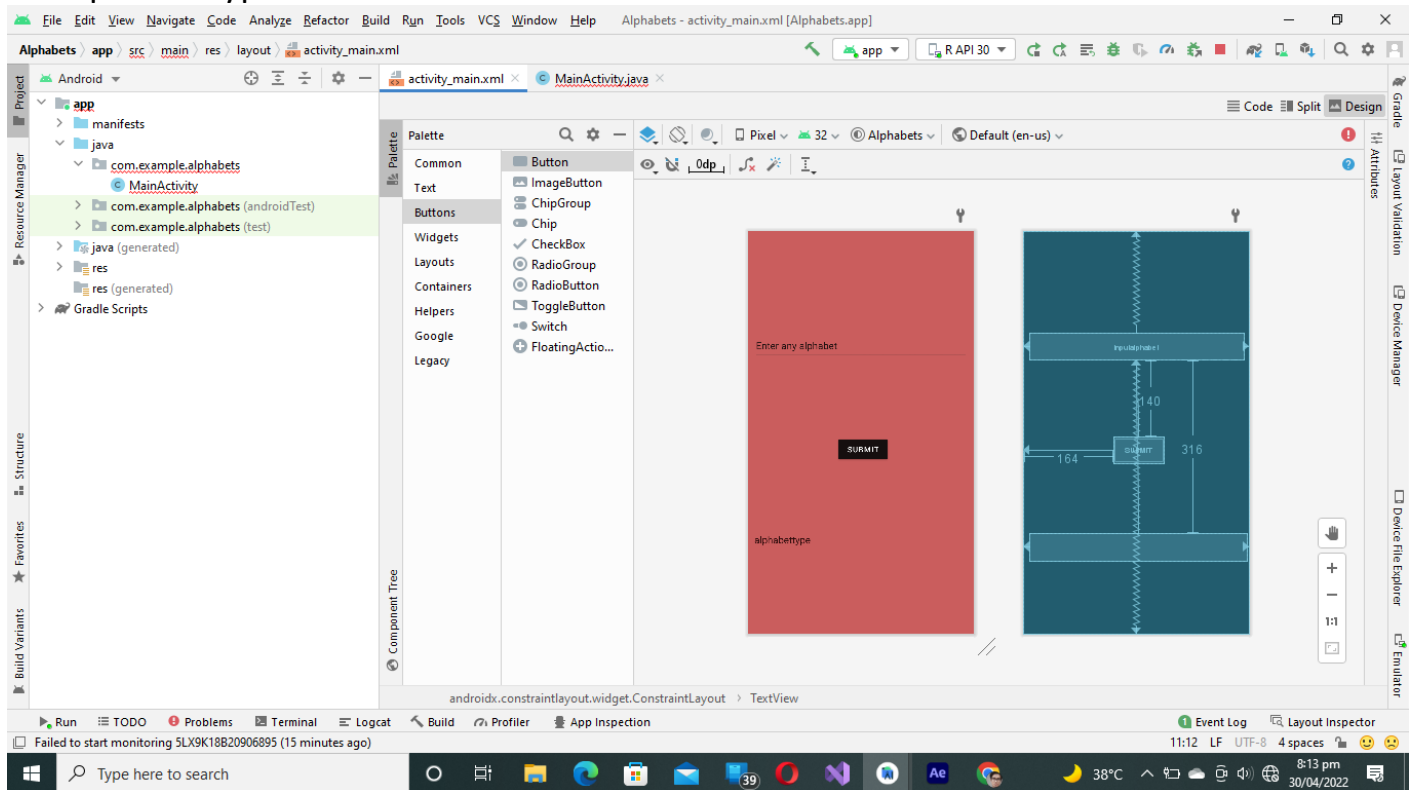 File Edit View Navigate Code Analyze Refactor Build Run Tools VCS Window Help Alphabets - activity_main.xml [Alphabets.app]
Alphabets app src main res layout activity_main.xml app R API 30
Android activity_main.xml MainActivity.java
Code Split Design
app
manifests
java
com.example.alphabets
MainActivity
com.example.alphabets (androidTest)
com.example.alphabets (test)
java (generated)
res
res (generated)
Gradle Scripts
Project
Resource Manager
Structure
Favorites
Build Variants
Palette
Component Tree
Palette
Common
Text
Buttons
Widgets
Layouts
Containers
Helpers
Google
Legacy
Button
ImageButton
ChipGroup
Chip
CheckBox
RadioGroup
RadioButton
ToggleButton
Switch
FloatingActio...
Pixel 32 Alphabets Default (en-us)
0dp
Enter any alphabet
SUBMIT
alphabettype
140
SUBMIT
316
164
1:1
Gradle
Attributes
Layout Validation
Device Manager
Device File Explorer
Emulator
androidx.constraintlayout.widget.ConstraintLayout TextView
Run TODO Problems Terminal Logcat Build Profiler App Inspection 1 Event Log Layout Inspector
Failed to start monitoring 5LX9K18B20906895 (15 minutes ago) 11:12 LF UTF-8 4 spaces
Type here to search 39 Ae 38°C 8:13 pm
30/04/2022